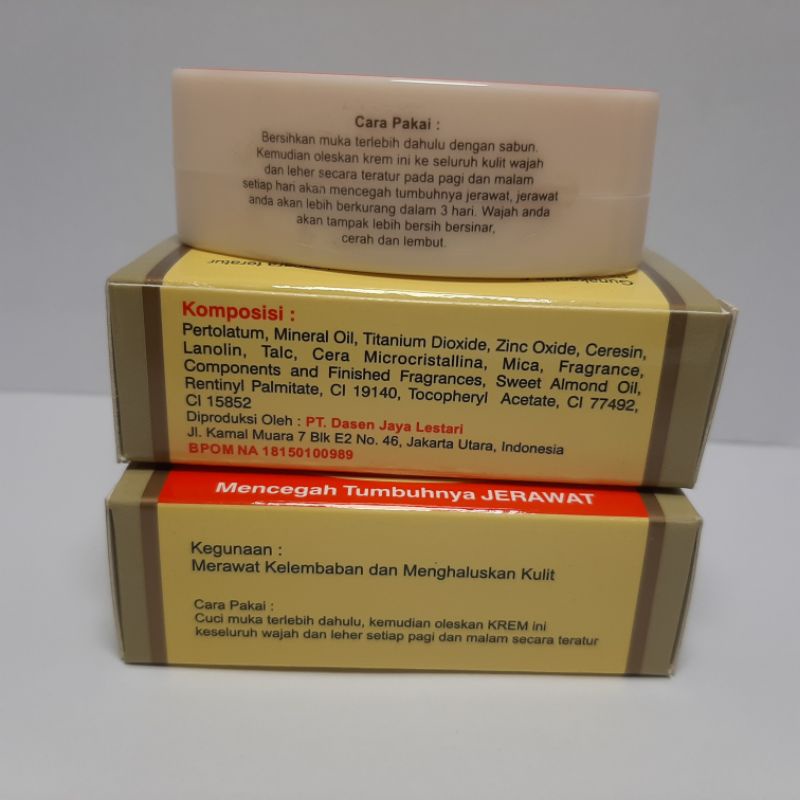 Cara Pakai :
Bersihkan muka terlebih dahulu dengan sabun.
Kemudian oleskan krem ini ke seluruh kulit wajah
dan leher secara teratur pada pagi dan malam
setiap hari akan mencegah tumbuhnya jerawat, jerawat
anda akan lebih berkurang dalam 3 hari. Wajah anda
akan tampak lebih bersih bersinar,
cerah dan lembut.
secara teratur
Komposisi :
Pertolatum, Mineral Oil, Titanium Dioxide, Zinc Oxide, Ceresin,
Lanolin, Talc, Cera Microcristallina, Mica, Fragrance,
Components and Finished Fragrances, Sweet Almond Oil,
Rentinyl Palmitate, CI 19140, Tocopheryl Acetate, CI 77492,
CI 15852
Diproduksi Oleh : PT. Dasen Jaya Lestari
Jl. Kamal Muara 7 Blk E2 No. 46, Jakarta Utara, Indonesia
BPOM NA 18150100989
Mencegah Tumbuhnya JERAWAT
Kegunaan :
Merawat Kelembaban dan Menghaluskan Kulit
Cara Pakai :
Cuci muka terlebih dahulu, kemudian oleskan KREM ini
keseluruh wajah dan leher setiap pagi dan malam secara teratur